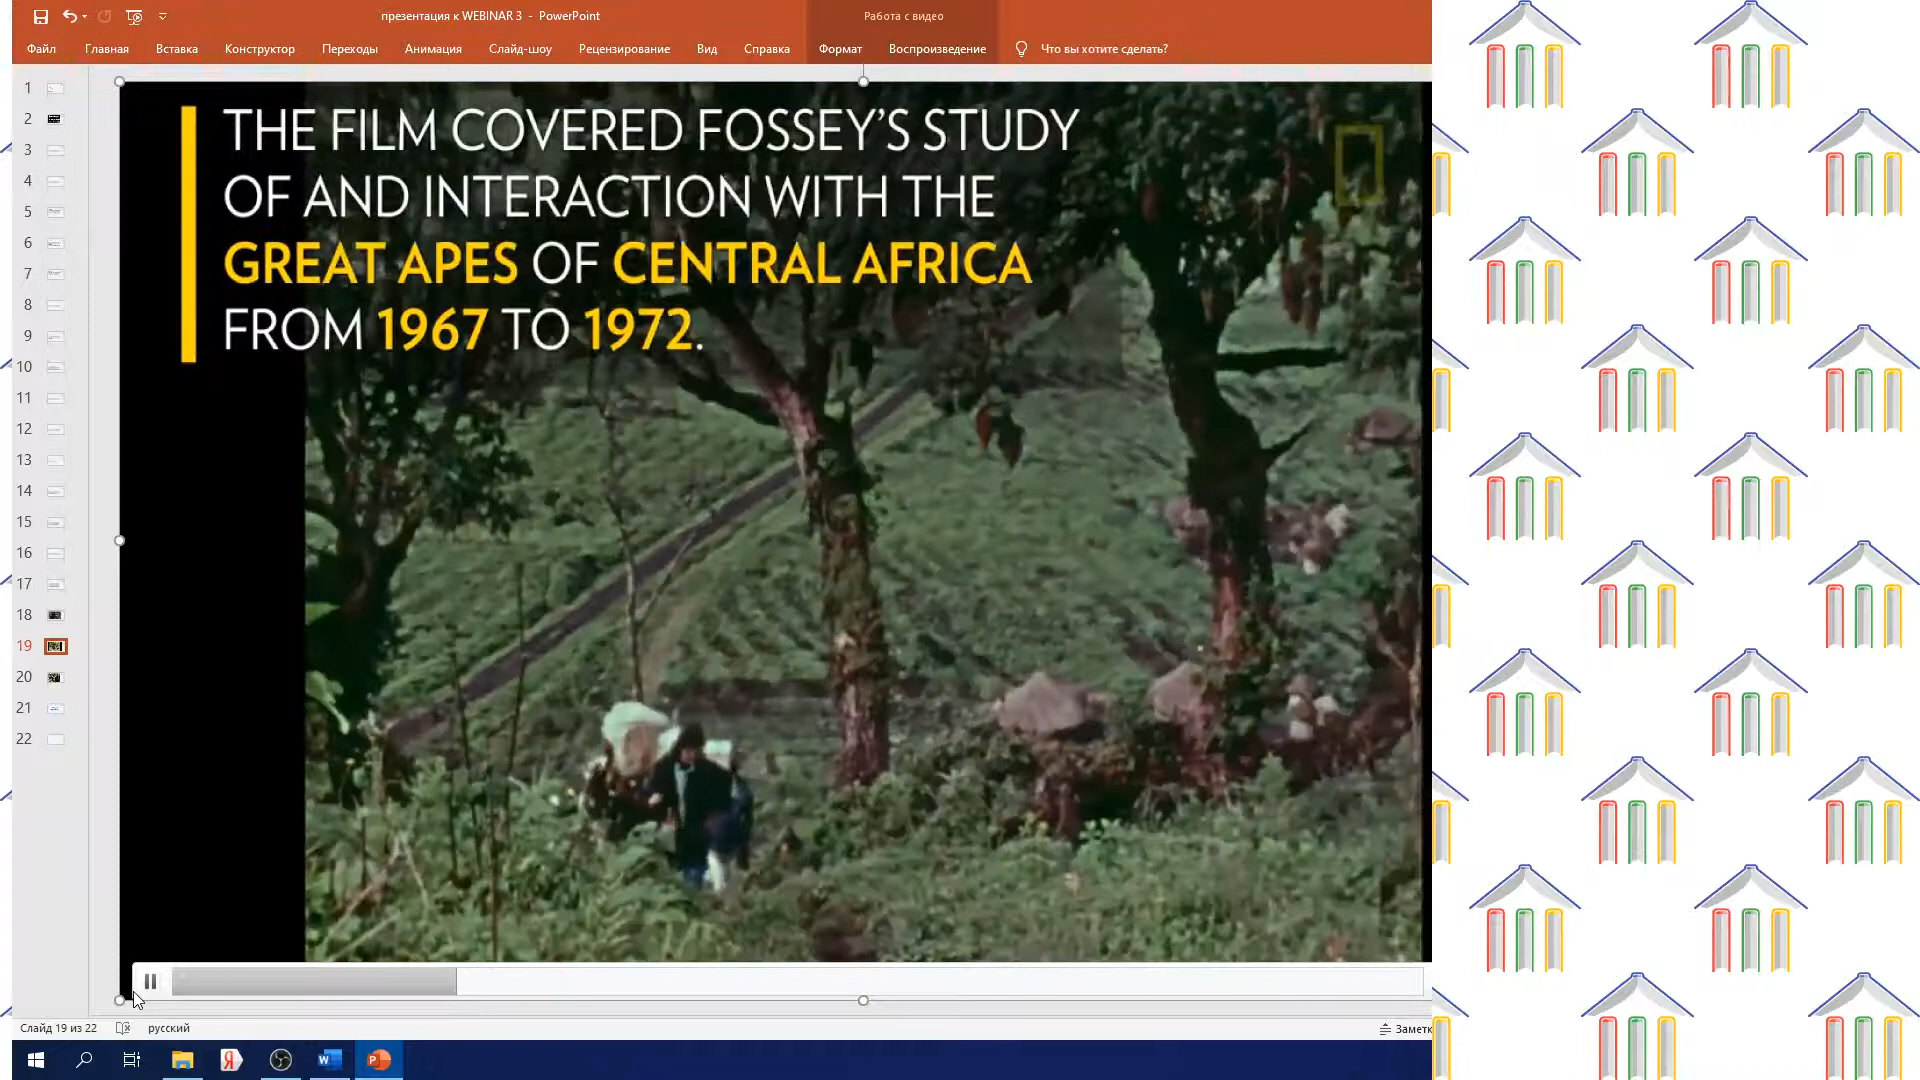 презентация к WEBINAR 3 - PowerPoint
Работа с видео
Файл Главная Вставка Конструктор Переходы Анимация Слайд-шоу Рецензирование Вид Справка Формат Воспроизведение Что вы хотите сделать?
THE FILM COVERED FOSSEY’S STUDY
OF AND INTERACTION WITH THE
GREAT APES OF CENTRAL AFRICA
FROM 1967 TO 1972.
1
2
3
4
5
6
7
8
9
10
11
12
13
14
15
16
17
18
19
20
21
22
Слайд 19 из 22 русский Заметк